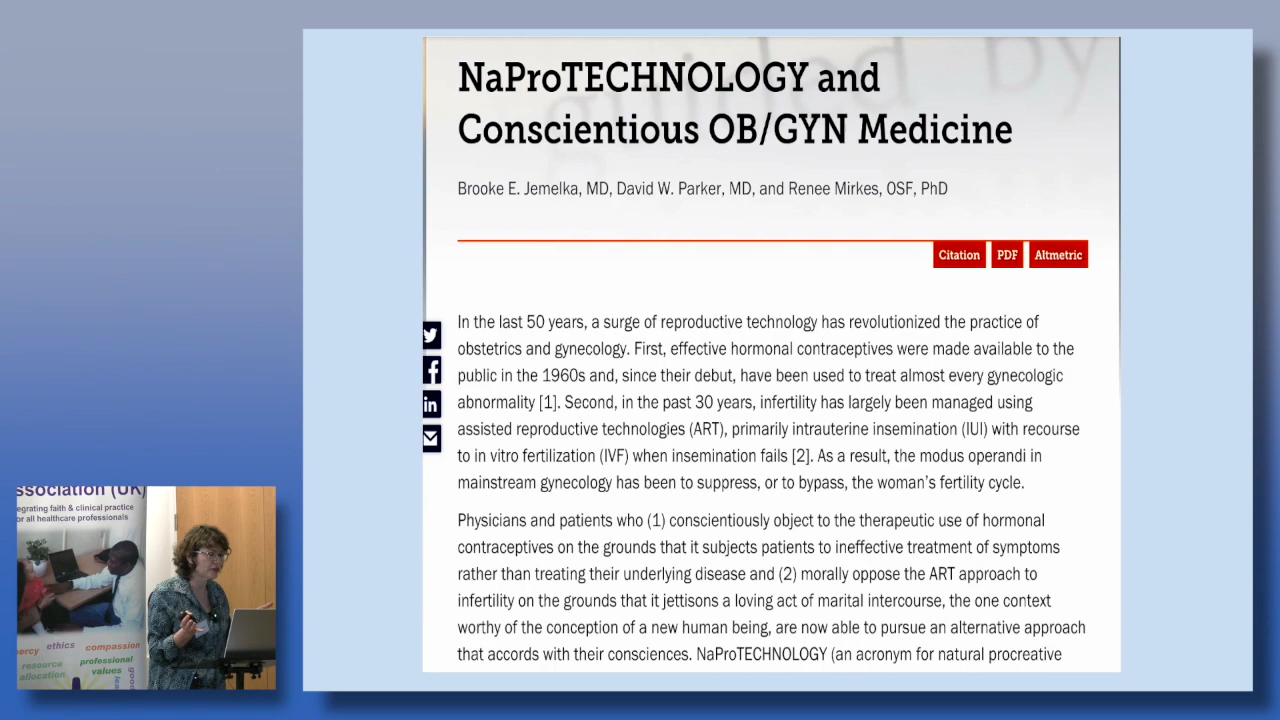 NaProTECHNOLOGY and
Conscientious OB/GYN Medicine
Brooke E. Jemelka, MD, David W. Parker, MD, and Renee Mirkes, OSF, PhD
Citation PDF Altmetric
In the last 50 years, a surge of reproductive technology has revolutionized the practice of
obstetrics and gynecology. First, effective hormonal contraceptives were made available to the
public in the 1960s and, since their debut, have been used to treat almost every gynecologic
abnormality [1]. Second, in the past 30 years, infertility has largely been managed using
assisted reproductive technologies (ART), primarily intrauterine insemination (IUI) with recourse
to in vitro fertilization (IVF) when insemination fails [2]. As a result, the modus operandi in
mainstream gynecology has been to suppress, or to bypass, the woman's fertility cycle.
Physicians and patients who (1) conscientiously object to the therapeutic use of hormonal
contraceptives on the grounds that it subjects patients to ineffective treatment of symptoms
rather than treating their underlying disease and (2) morally oppose the ART approach to
infertility on the grounds that it jettisons a loving act of marital intercourse, the one context
worthy of the conception of a new human being, are now able to pursue an alternative approach
that accords with their consciences. NaProTECHNOLOGY (an acronym for natural procreative
guided by
ssociation (UK)
egrating faith & clinical practice
or all healthcare professionals
ercy ethics compassion
resource
allocation
professional
values